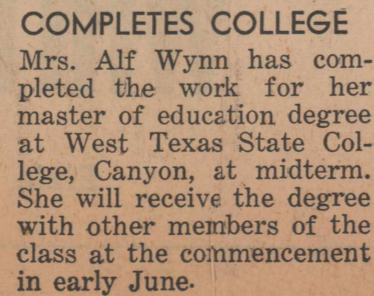 COMPLETES COLLEGE
Mrs. Alf Wynn has com-
pleted the work for her
master of education degree
at West Texas State Col-
lege, Canyon, at midterm.
She will receive the degree
with other members of the
class at the commencement
in early June.